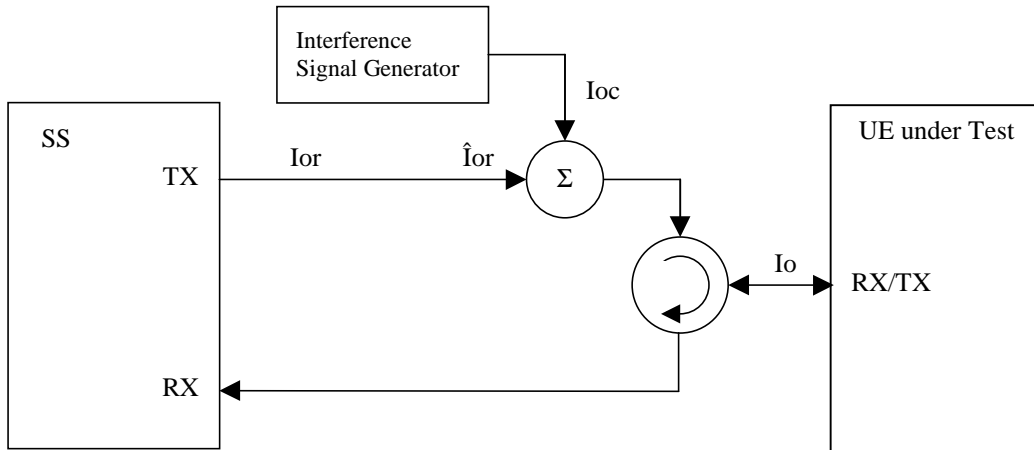 Interference
Signal Generator
Ioc
SS
UE under Test
TX
Ior
Îor
Σ
Io
RX/TX
RX